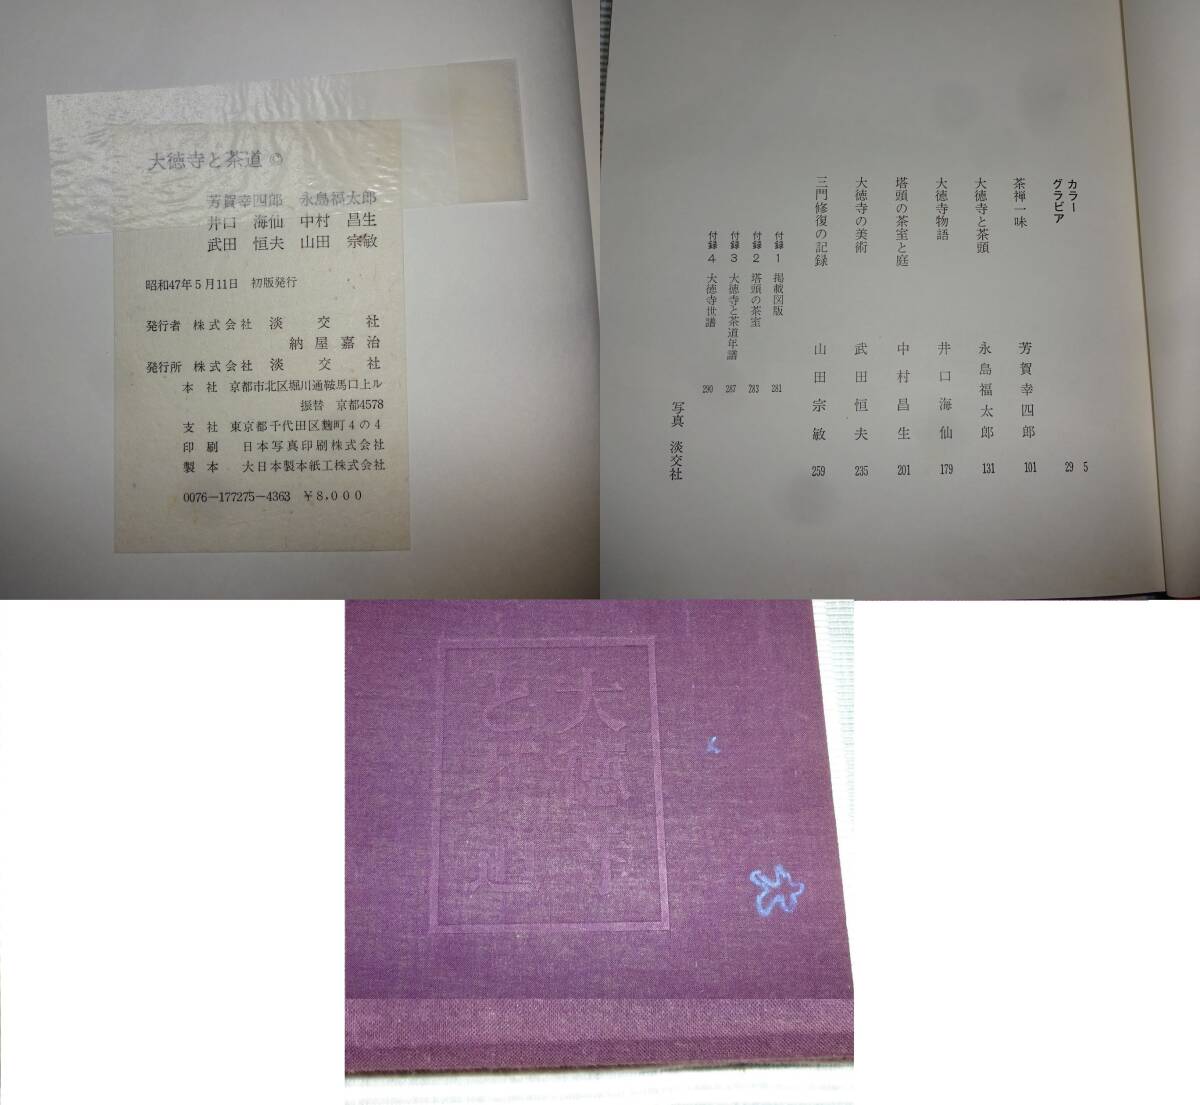 大徳寺と茶道 ©
芳賀幸四郎 永島福太郎
井口 海仙 中村 昌生
武田 恒夫 山田 宗敏
昭和47年5月11日 初版発行
発行者 株式会社 淡交社
納屋嘉治
発行所 株式会社 淡交社
本社 京都市北区堀川通鞍馬口上ル
振替 京都4578
支社 東京都千代田区麴町4の4
印刷 日本写真印刷株式会社
製本 大日本製本紙工株式会社
0076-177275-4363 ¥8,000
カラー 5
グラビア 29
茶禅一味 芳賀幸四郎 101
大徳寺と茶頭 永島福太郎 131
大徳寺物語 井口海仙 179
塔頭の茶室と庭 中村昌生 201
大徳寺の美術 武田恒夫 235
三門修復の記録 山田宗敏 259
付録1 掲載図版 281
付録2 塔頭の茶室 283
付録3 大徳寺と茶道年譜 287
付録4 大徳寺世譜 290
写真 淡交社
大徳寺
と茶道